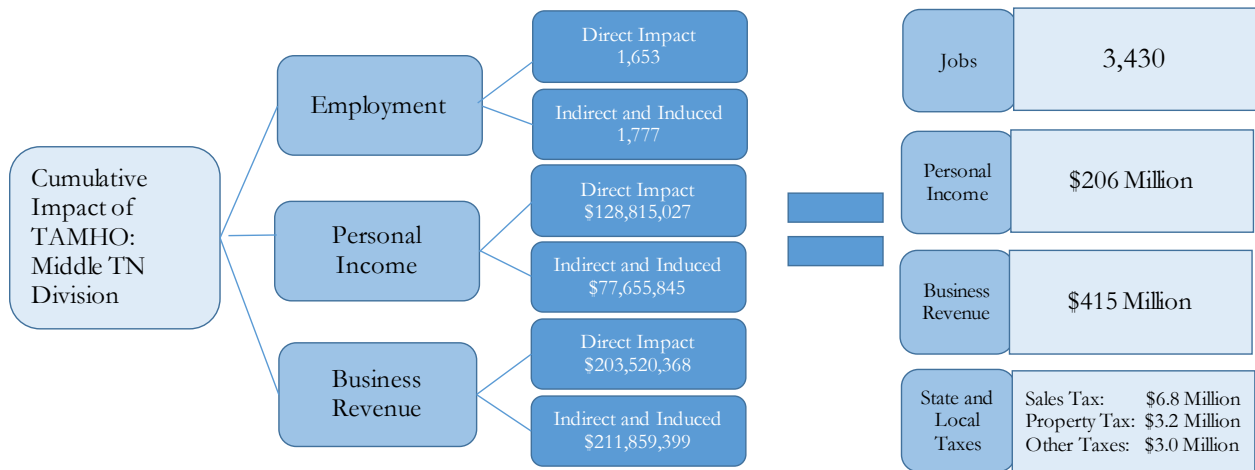 Cumulative
Impact of
TAMHO:
Middle TN
Division
Employment
Direct Impact
1,653
Indirect and Induced
1,777
Personal
Income
Direct Impact
$128,815,027
Indirect and Induced
$77,655,845
Business
Revenue
Direct Impact
$203,520,368
Indirect and Induced
$211,859,399
Jobs
3,430
Personal
Income
$206 Million
Business
Revenue
$415 Million
State and
Local
Taxes
Sales Tax: $6.8 Million
Property Tax: $3.2 Million
Other Taxes: $3.0 Million